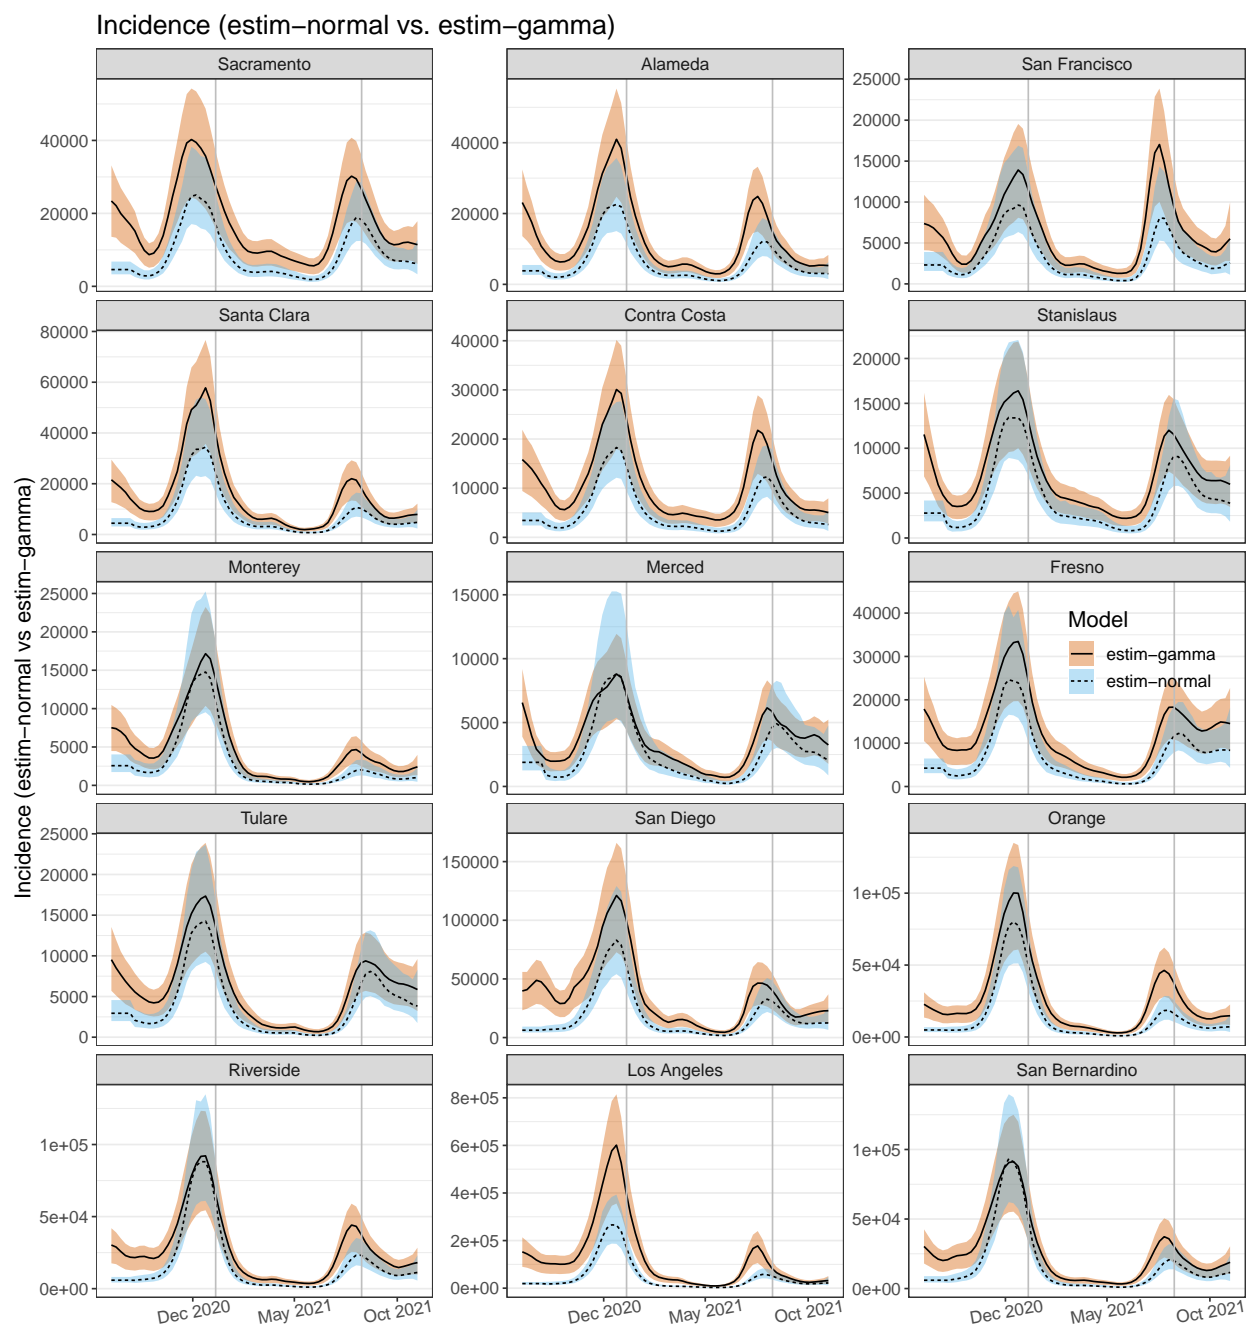 Incidence (estim−normal vs. estim−gamma)
Incidence (estim−normal vs estim−gamma)
Sacramento
40000
20000
0
Alameda
40000
20000
0
San Francisco
25000
20000
15000
10000
5000
0
Santa Clara
80000
60000
40000
20000
0
Contra Costa
40000
30000
20000
10000
0
Stanislaus
20000
15000
10000
5000
0
Monterey
25000
20000
15000
10000
5000
0
Merced
15000
10000
5000
0
Fresno
40000
30000
20000
10000
0
Model
estim−gamma
estim−normal
Tulare
25000
20000
15000
10000
5000
0
San Diego
150000
100000
50000
0
Orange
1e+05
5e+04
0e+00
Riverside
1e+05
5e+04
0e+00
Los Angeles
8e+05
6e+05
4e+05
2e+05
0e+00
San Bernardino
1e+05
5e+04
0e+00
Dec 2020 May 2021 Oct 2021
Dec 2020 May 2021 Oct 2021
Dec 2020 May 2021 Oct 2021